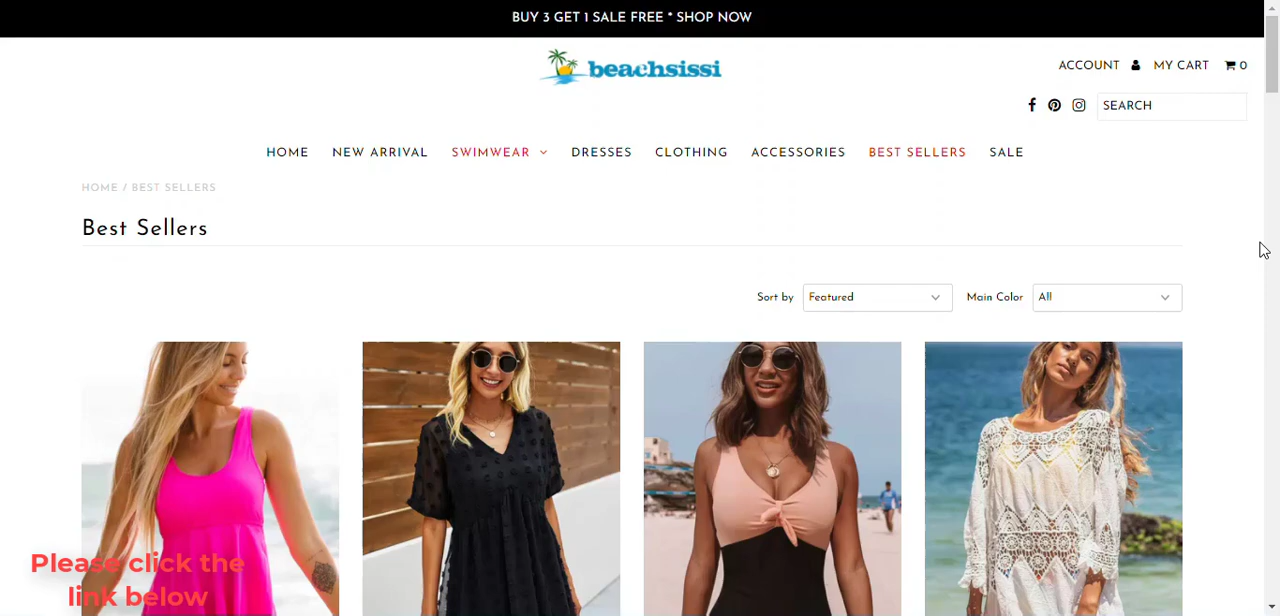 BUY 3 GET 1 SALE FREE * SHOP NOW
beachsissi
ACCOUNT MY CART 0
SEARCH
HOME NEW ARRIVAL SWIMWEAR DRESSES CLOTHING ACCESSORIES BEST SELLERS SALE
HOME / BEST SELLERS
Best Sellers
Sort by Featured Main Color All
Please click the
link below